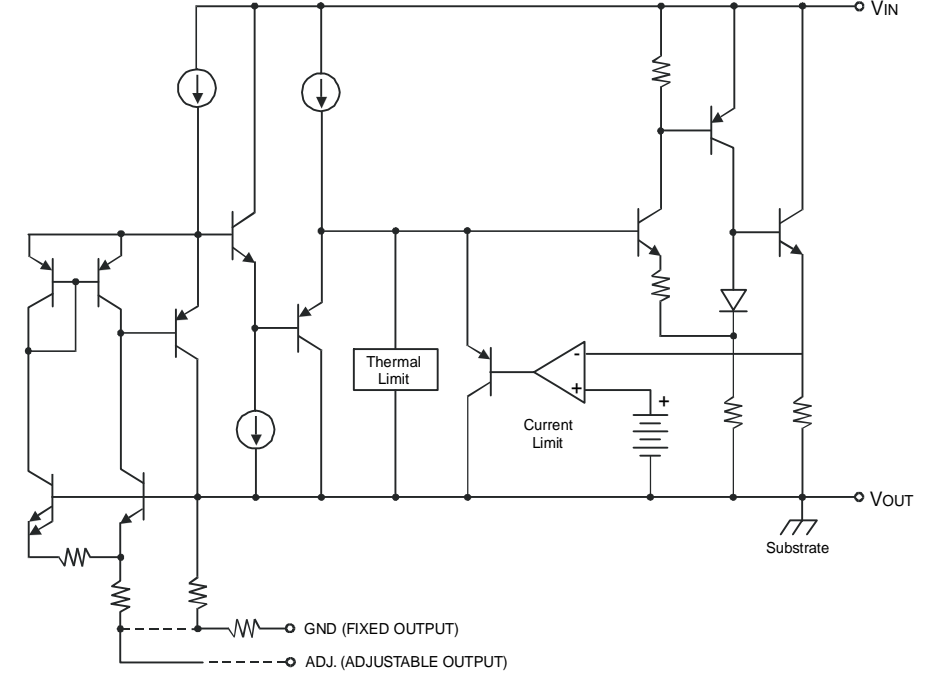 VIN
Thermal
Limit
-
+
+
Current
Limit
VOUT
Substrate
GND (FIXED OUTPUT)
ADJ. (ADJUSTABLE OUTPUT)